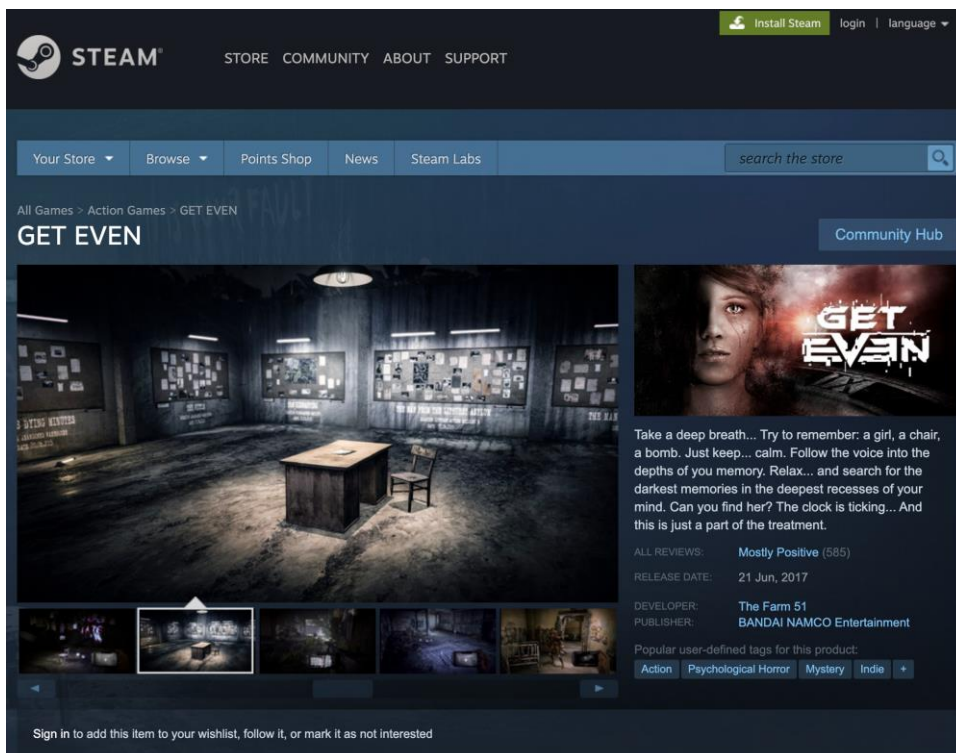 Install Steam login | language
STEAM®
STORE COMMUNITY ABOUT SUPPORT
Your Store Browse Points Shop News Steam Labs search the store
All Games > Action Games > GET EVEN
GET EVEN
Community Hub
GET
EVEN
Take a deep breath... Try to remember: a girl, a chair,
a bomb. Just keep... calm. Follow the voice into the
depths of you memory. Relax... and search for the
darkest memories in the deepest recesses of your
mind. Can you find her? The clock is ticking... And
this is just a part of the treatment.
ALL REVIEWS: Mostly Positive (585)
RELEASE DATE: 21 Jun, 2017
DEVELOPER: The Farm 51
PUBLISHER: BANDAI NAMCO Entertainment
Popular user-defined tags for this product:
Action Psychological Horror Mystery Indie +
Sign in to add this item to your wishlist, follow it, or mark it as not interested